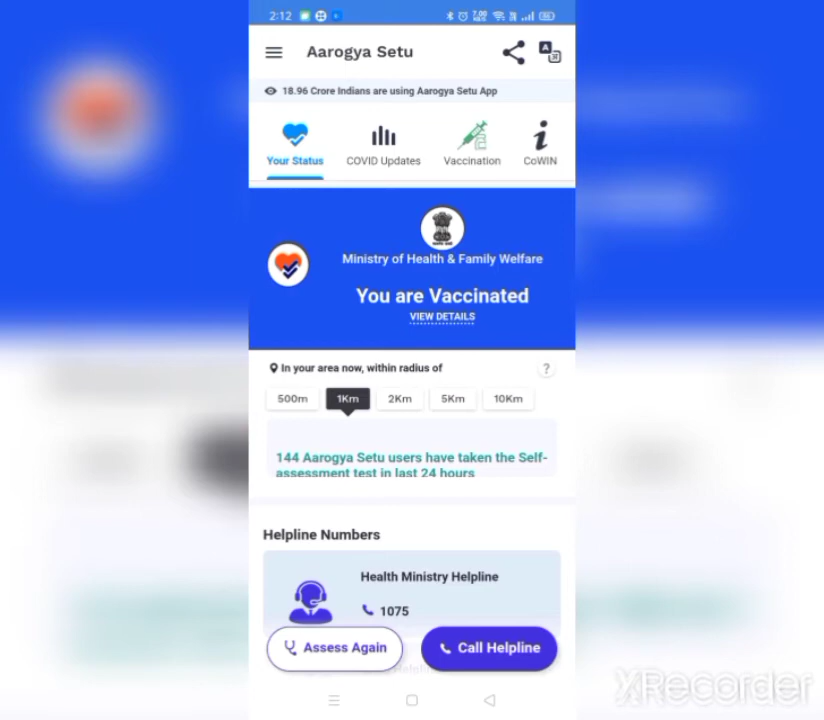 2:12
Aarogya Setu
18.96 Crore Indians are using Aarogya Setu App
Your Status
COVID Updates
Vaccination
CoWIN
Ministry of Health & Family Welfare
You are Vaccinated
VIEW DETAILS
In your area now, within radius of
?
500m
1Km
2Km
5Km
10Km
144 Aarogya Setu users have taken the Self-
assessment test in last 24 hours
Helpline Numbers
Health Ministry Helpline
1075
Assess Again
Call Helpline
XRecorder